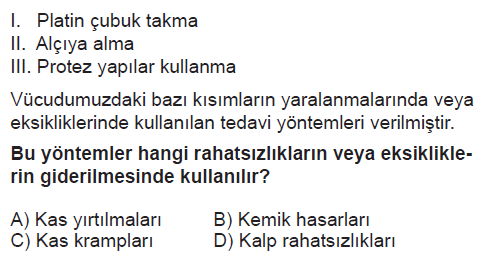 I. Platin çubuk takma
II. Alçıya alma
III. Protez yapılar kullanma
Vücudumuzdaki bazı kısımların yaralanmalarında veya
eksikliklerinde kullanılan tedavi yöntemleri verilmiştir.
Bu yöntemler hangi rahatsızlıkların veya eksiklikle-
rin giderilmesinde kullanılır?
A) Kas yırtılmaları B) Kemik hasarları
C) Kas krampları D) Kalp rahatsızlıkları